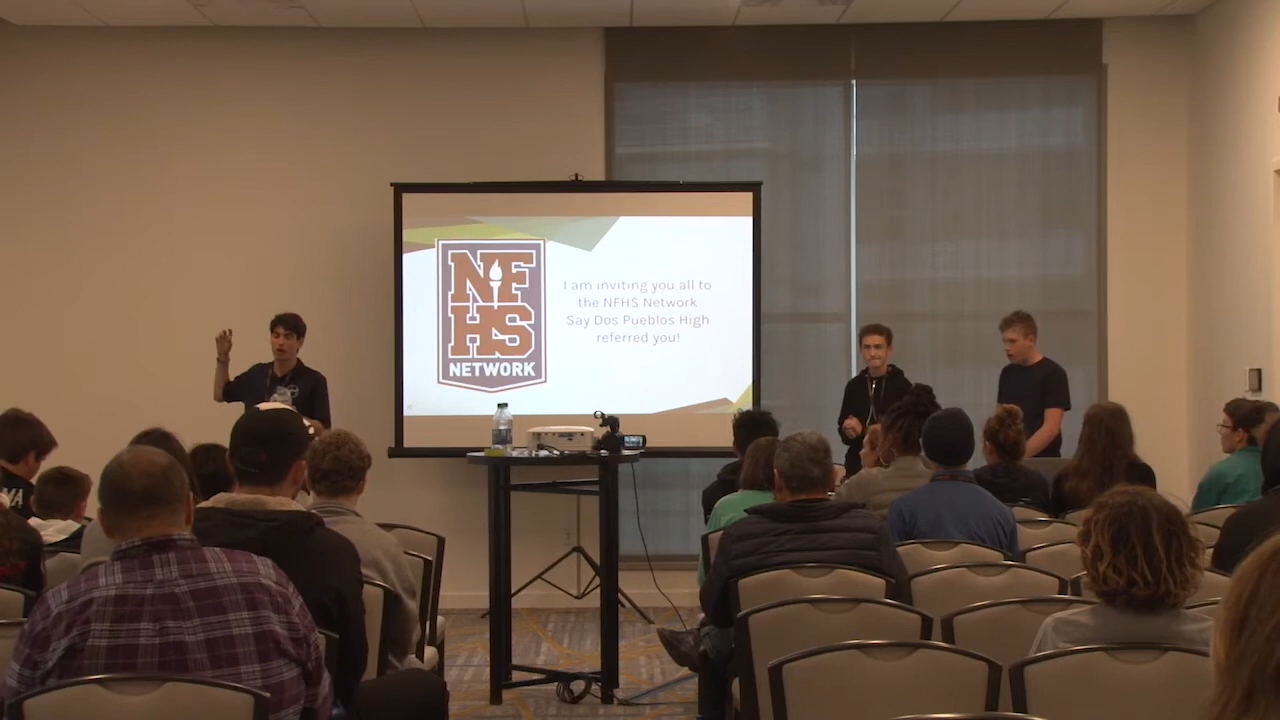 NF
HS
NETWORK
I am inviting you all to
the NFHS Network
Say Dos Pueblos High
referred you!